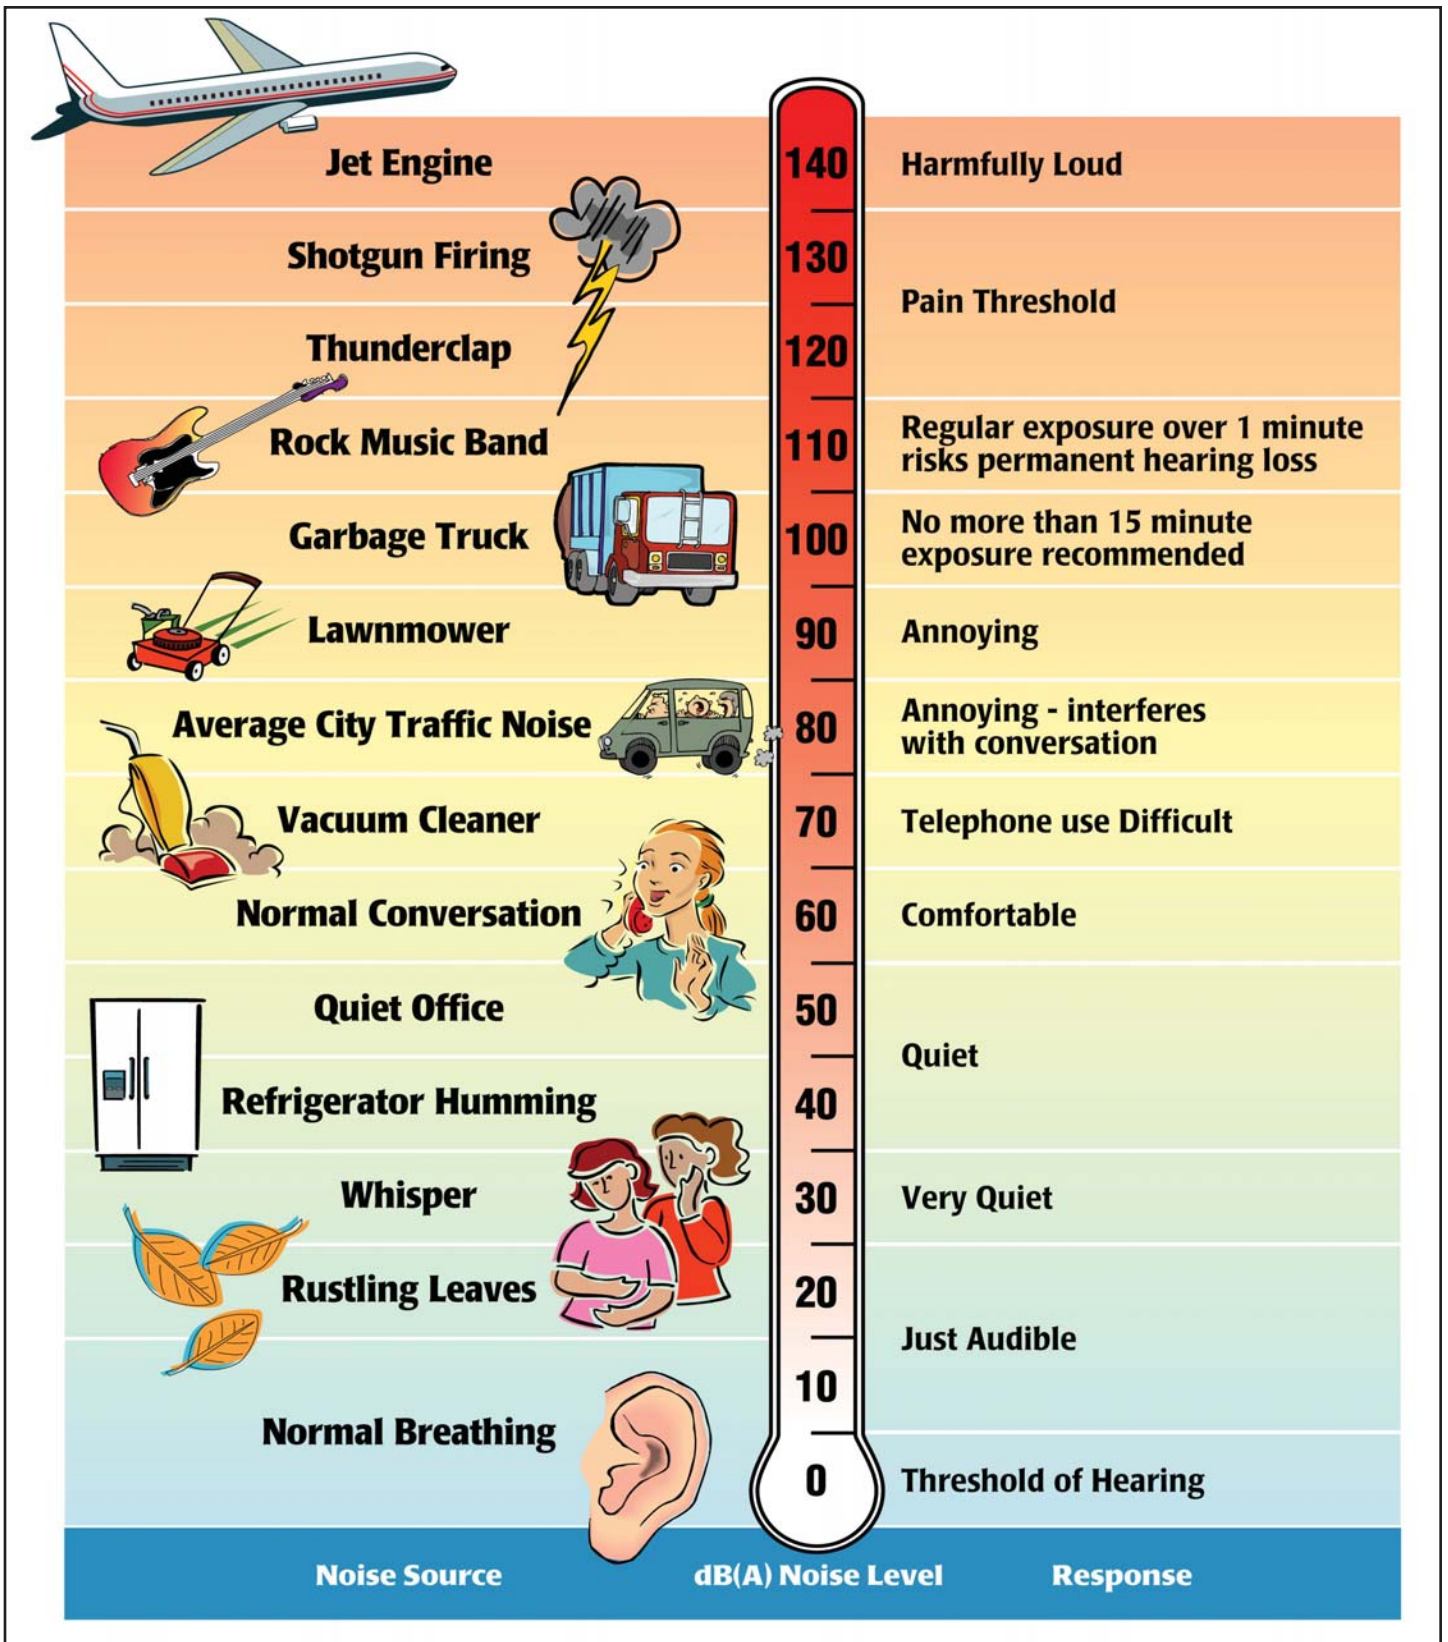 Jet Engine
140
Harmfully Loud
Shotgun Firing
130
Pain Threshold
Thunderclap
120
Rock Music Band
110
Regular exposure over 1 minute
risks permanent hearing loss
Garbage Truck
100
No more than 15 minute
exposure recommended
Lawnmower
90
Annoying
Average City Traffic Noise
80
Annoying - interferes
with conversation
Vacuum Cleaner
70
Telephone use Difficult
Normal Conversation
60
Comfortable
Quiet Office
50
Quiet
Refrigerator Humming
40
Whisper
30
Very Quiet
Rustling Leaves
20
Just Audible
10
Normal Breathing
0
Threshold of Hearing
Noise Source
dB(A) Noise Level
Response